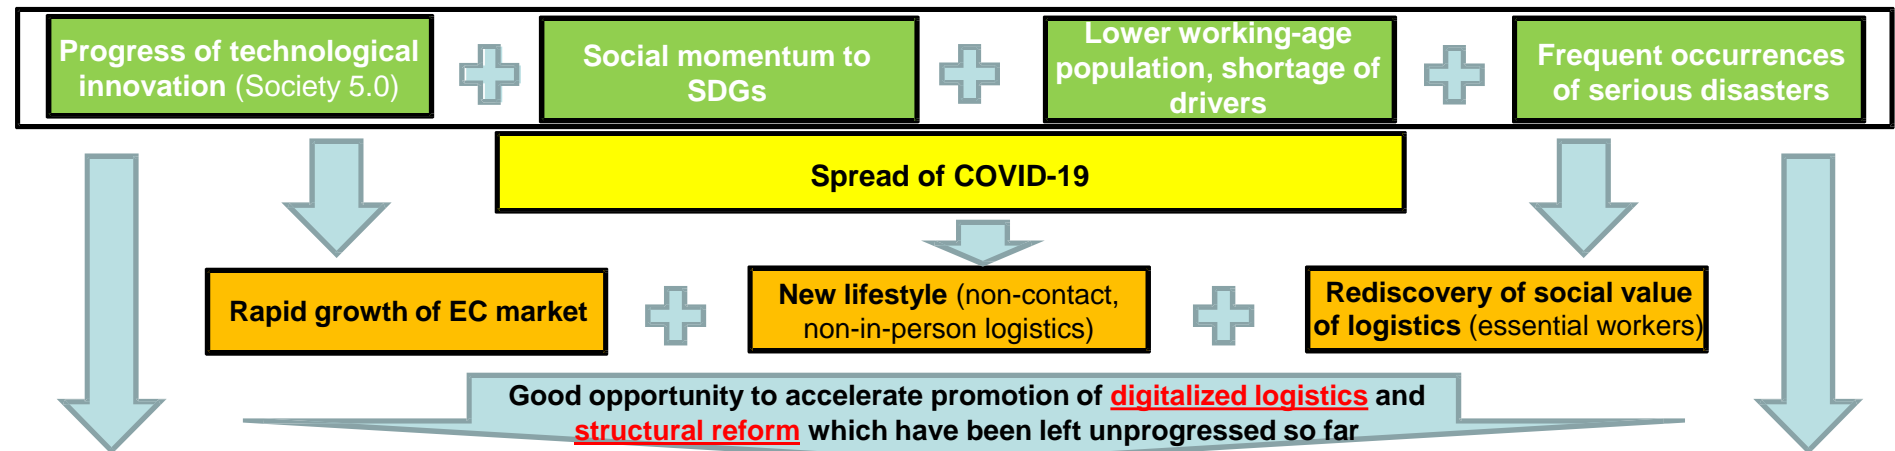 Progress of technological
innovation (Society 5.0)
Social momentum to
SDGs
Lower working-age
population, shortage of
drivers
Frequent occurrences
of serious disasters
Spread of COVID-19
Rapid growth of EC market
New lifestyle (non-contact,
non-in-person logistics)
Rediscovery of social value
of logistics (essential workers)
Good opportunity to accelerate promotion of digitalized logistics and
structural reform which have been left unprogressed so far